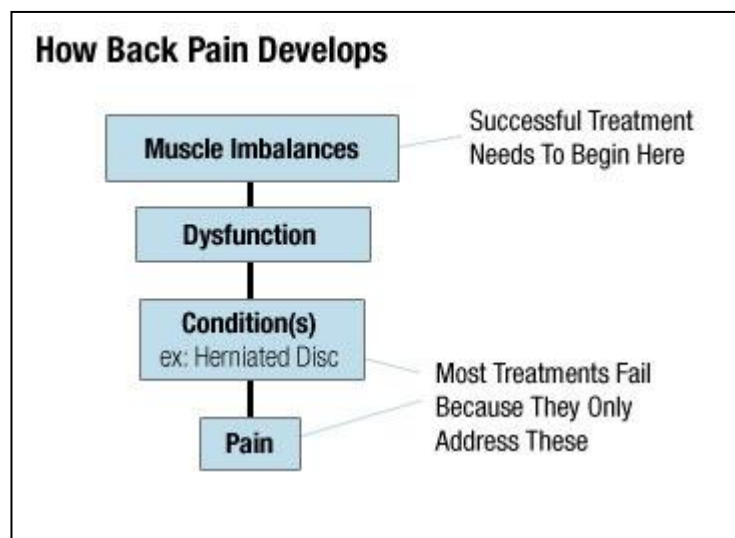 How Back Pain Develops
Muscle Imbalances
Successful Treatment
Needs To Begin Here
Dysfunction
Condition(s)
ex: Herniated Disc
Most Treatments Fail
Because They Only
Address These
Pain